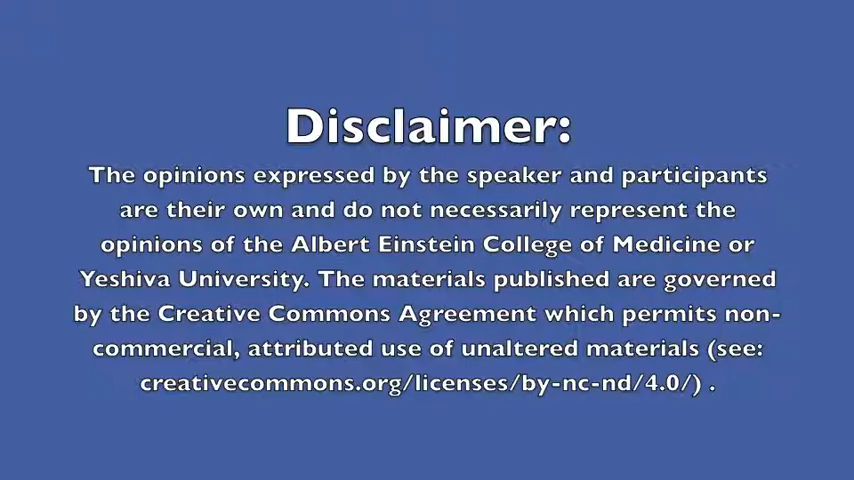 Disclaimer:
The opinions expressed by the speaker and participants
are their own and do not necessarily represent the
opinions of the Albert Einstein College of Medicine or
Yeshiva University. The materials published are governed
by the Creative Commons Agreement which permits non-
commercial, attributed use of unaltered materials (see:
creativecommons.org/licenses/by-nc-nd/4.0/) .